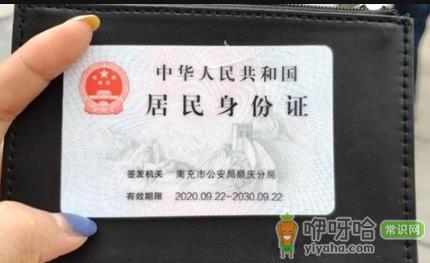 中华人民共和国
居民身份证
签发机关 南充市公安局顺庆分局
有效期限 2020.09.22-2030.09.22
咿呀哈 常识网
yiyaha.com